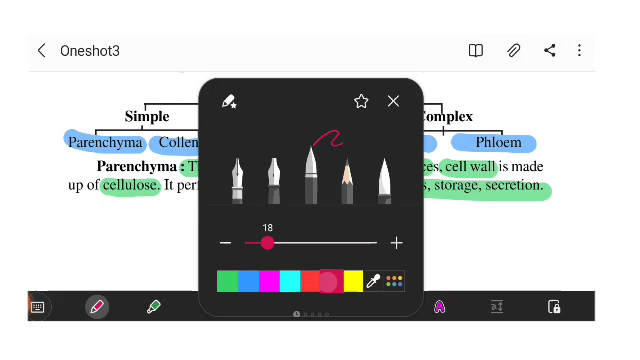 Oneshot3
Simple omplex
Parenchyma Collen Phloem
Parenchyma : T ces, cell wall is made
up of cellulose. It per s, storage, secretion.
18